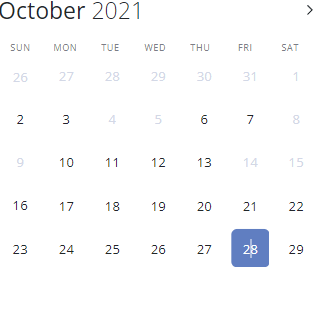 October 2021
SUN MON TUE WED THU FRI SAT
26 27 28 29 30 31 1
2 3 4 5 6 7 8
9 10 11 12 13 14 15
16 17 18 19 20 21 22
23 24 25 26 27 28 29